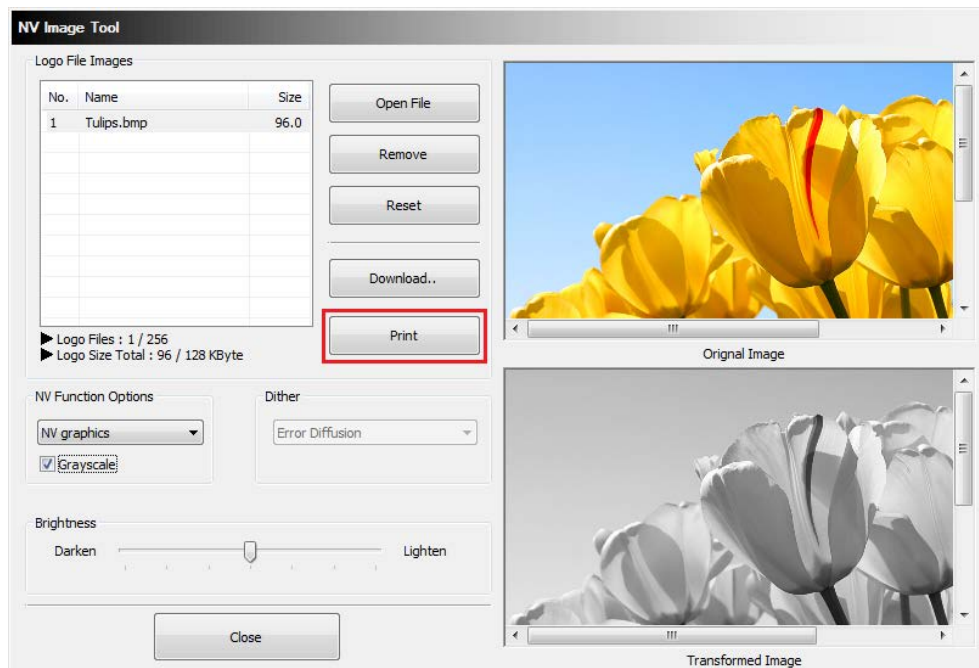 NV Image Tool
Logo File Images
No. Name Size
1 Tulips.bmp 96.0
Open File
Remove
Reset
Download..
Print
▶ Logo Files : 1 / 256
▶ Logo Size Total : 96 / 128 KByte
Orignal Image
NV Function Options
NV graphics
Grayscale
Dither
Error Diffusion
Brightness
Darken Lighten
Close
Transformed Image